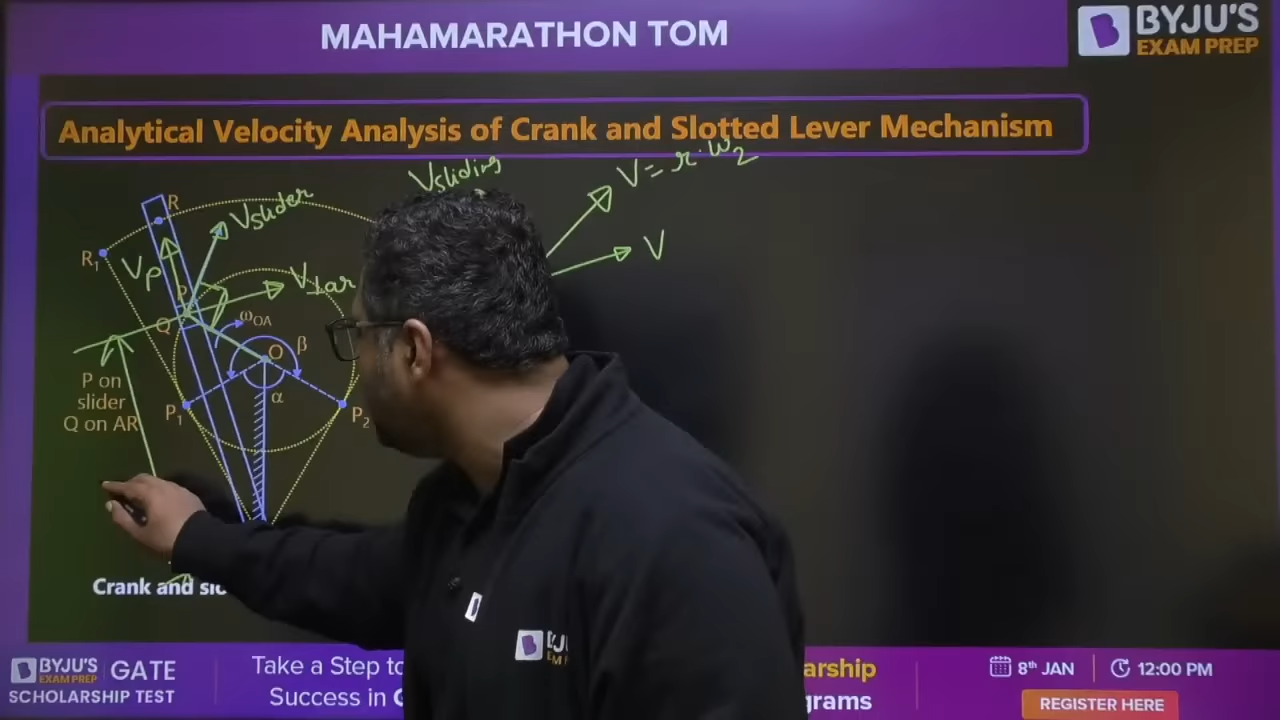 MAHAMARATHON TOM
BYJU'S
EXAM PREP
Analytical Velocity Analysis of Crank and Slotted Lever Mechanism
Vsliding
V = r·ω2
V
R
Vslider
R1
VP
V⊥ar
P
Q
ωOA
O
β
α
P on
slider
Q on AR
P1
P2
Crank and slo
BYJU'S
EXAM PREP
GATE
SCHOLARSHIP TEST
Take a Step to
Success in
arship
grams
8th JAN
12:00 PM
REGISTER HERE